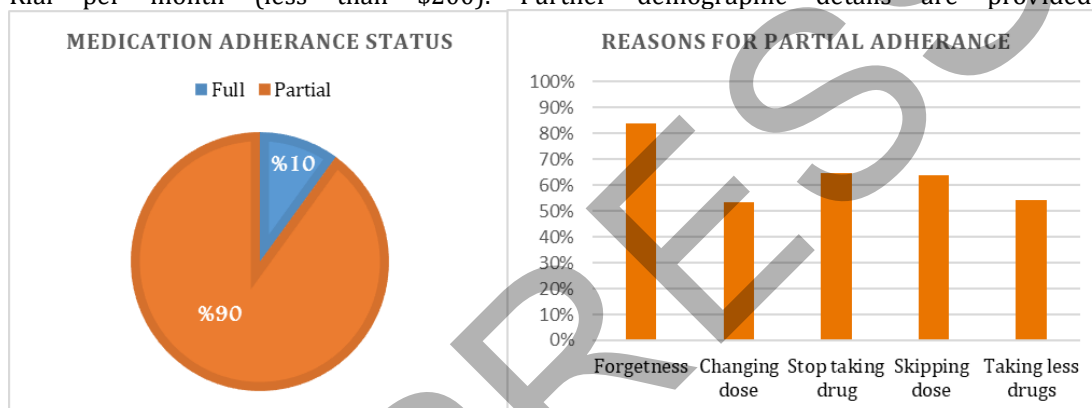 Rial per month (less than $200). Further demographic details are provided
MEDICATION ADHERANCE STATUS
Full Partial
%10
%90
REASONS FOR PARTIAL ADHERANCE
100%
90%
80%
70%
60%
50%
40%
30%
20%
10%
0%
Forgetness Changing dose Stop taking drug Skipping dose Taking less drugs